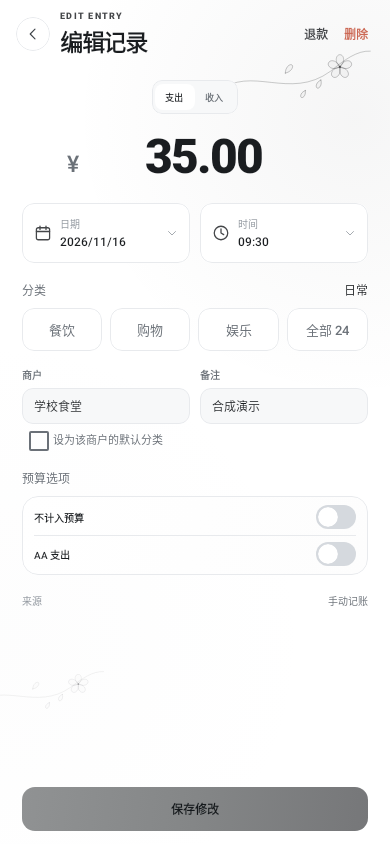 EDIT ENTRY
编辑记录
退款 删除
支出 收入
¥ 35.00
日期 时间
2026/11/16 09:30
分类 日常
餐饮 购物 娱乐 全部 24
商户 备注
学校食堂 合成演示
设为该商户的默认分类
预算选项
不计入预算
AA 支出
来源 手动记账
保存修改